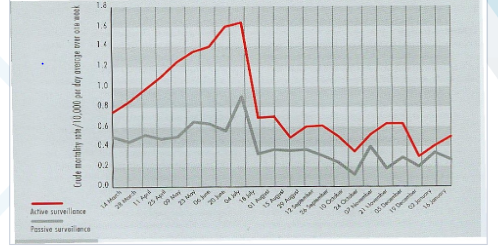 Crude mortality rate/10,000 per day average over one week
1.8
1.6
1.4
1.2
1.0
0.8
0.6
0.4
0.2
0.0
14 March
28 March
11 April
25 April
09 May
23 May
06 June
20 June
04 July
18 July
01 August
15 August
29 August
12 September
26 September
10 October
24 October
07 November
21 November
05 December
19 December
02 January
16 January
Active surveillance
Passive surveillance